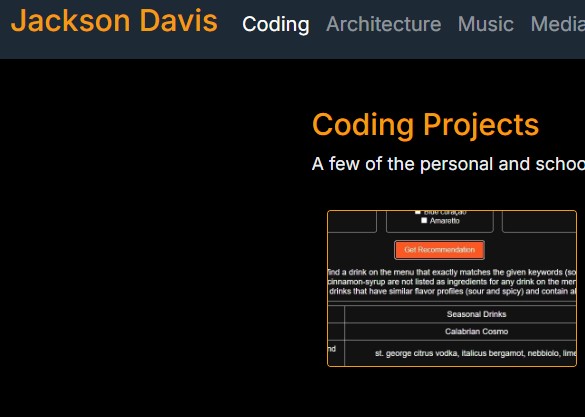 Jackson Davis Coding Architecture Music Media
Coding Projects
A few of the personal and schoo
Blue curaçao
Amaretto
Get Recommendation
find a drink on the menu that exactly matches the given keywords (so
cinnamon-syrup are not listed as ingredients for any drink on the men
drinks that have similar flavor profiles (sour and spicy) and contain al
Seasonal Drinks
Calabrian Cosmo
nd
st. george citrus vodka, italicus bergamot, nebbiolo, lime